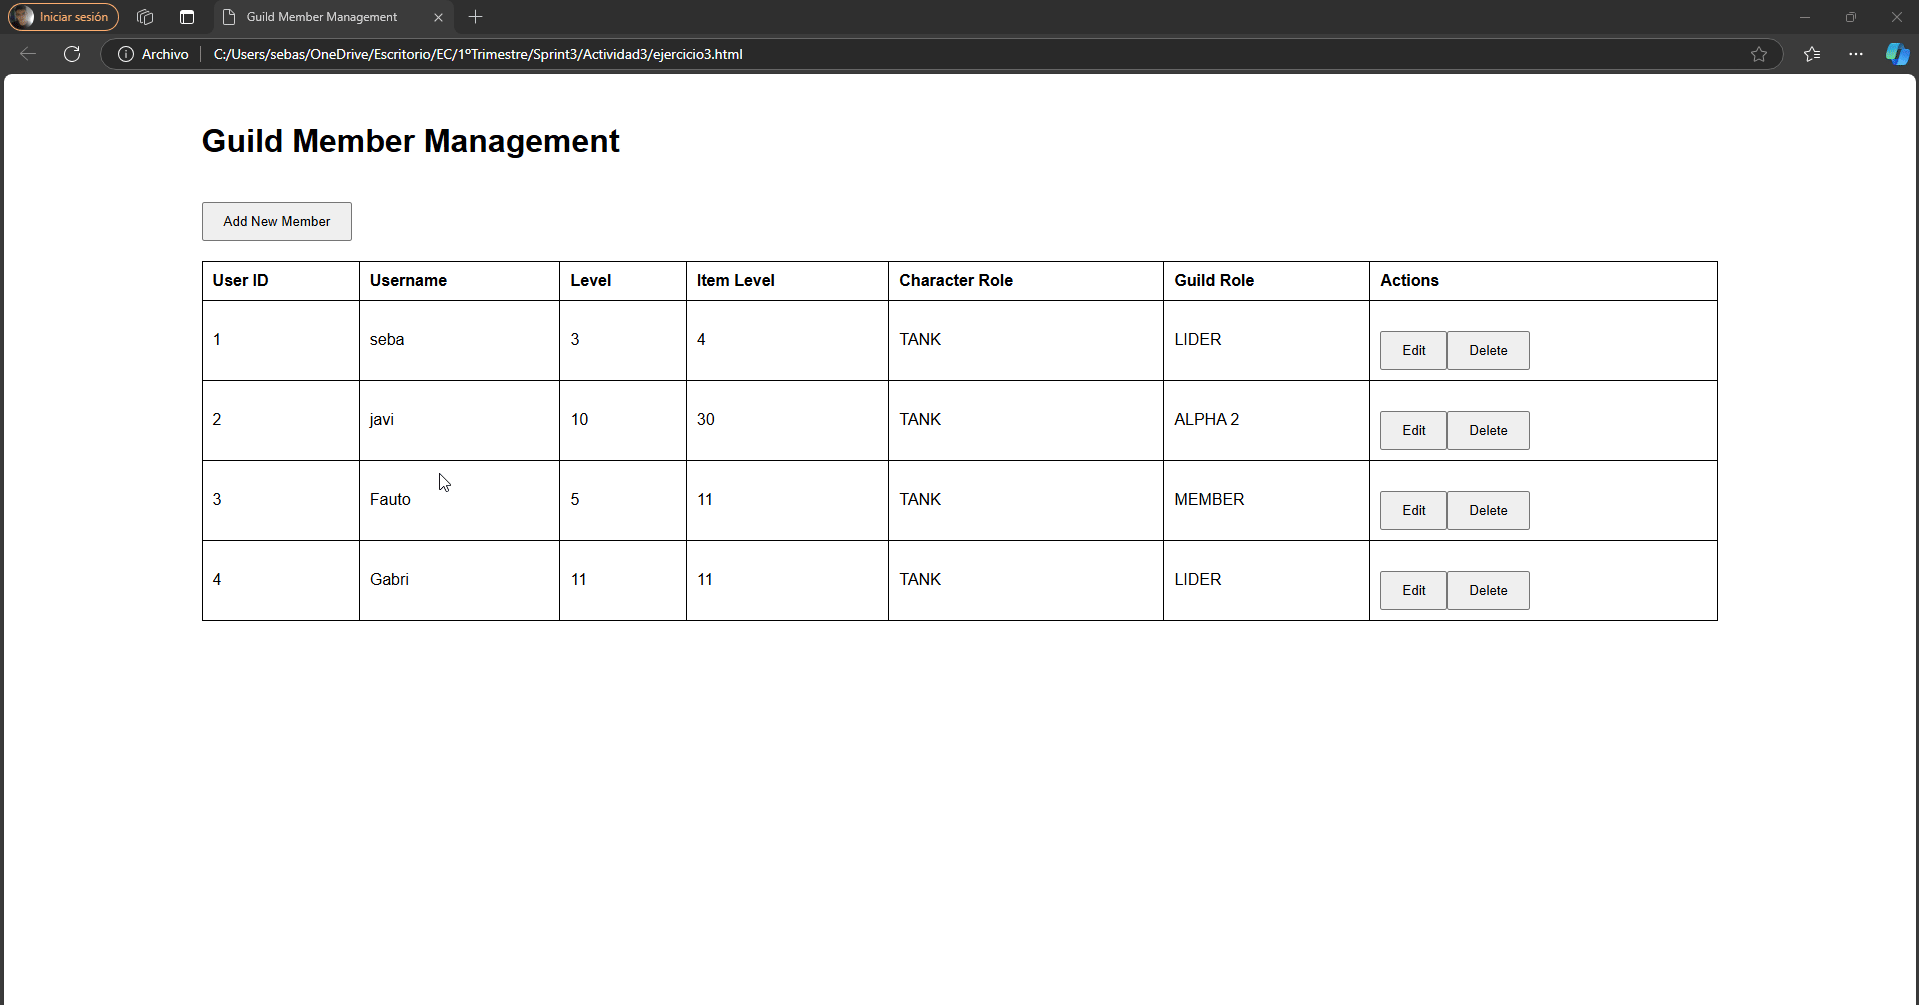 Iniciar sesión
Guild Member Management
Archivo
C:/Users/sebas/OneDrive/Escritorio/EC/1ºTrimestre/Sprint3/Actividad3/ejercicio3.html
Guild Member Management
Add New Member
User ID Username Level Item Level Character Role Guild Role Actions
1 seba 3 4 TANK LIDER Edit Delete
2 javi 10 30 TANK ALPHA 2 Edit Delete
3 Fauto 5 11 TANK MEMBER Edit Delete
4 Gabri 11 11 TANK LIDER Edit Delete